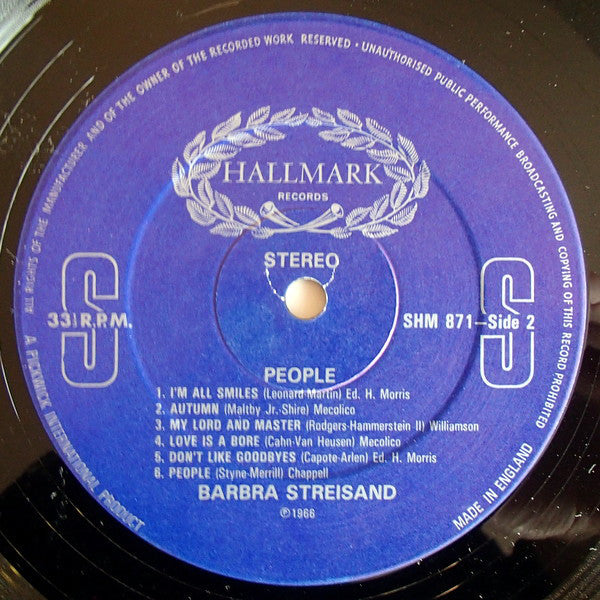 ALL RIGHTS OF THE MANUFACTURER AND OF THE OWNER OF THE RECORDED WORK RESERVED · UNAUTHORISED PUBLIC PERFORMANCE BROADCASTING AND COPYING OF THIS RECORD PROHIBITED
HALLMARK
RECORDS
STEREO
S
33⅓ R.P.M.
SHM 871—Side 2
S
PEOPLE
1. I'M ALL SMILES (Leonard-Martin) Ed. H. Morris
2. AUTUMN (Maltby Jr.-Shire) Mecolico
3. MY LORD AND MASTER (Rodgers-Hammerstein II) Williamson
4. LOVE IS A BORE (Cahn-Van Heusen) Mecolico
5. DON'T LIKE GOODBYES (Capote-Arlen) Ed. H. Morris
6. PEOPLE (Styne-Merrill) Chappell
BARBRA STREISAND
℗1966
A PICKWICK INTERNATIONAL PRODUCT
MADE IN ENGLAND